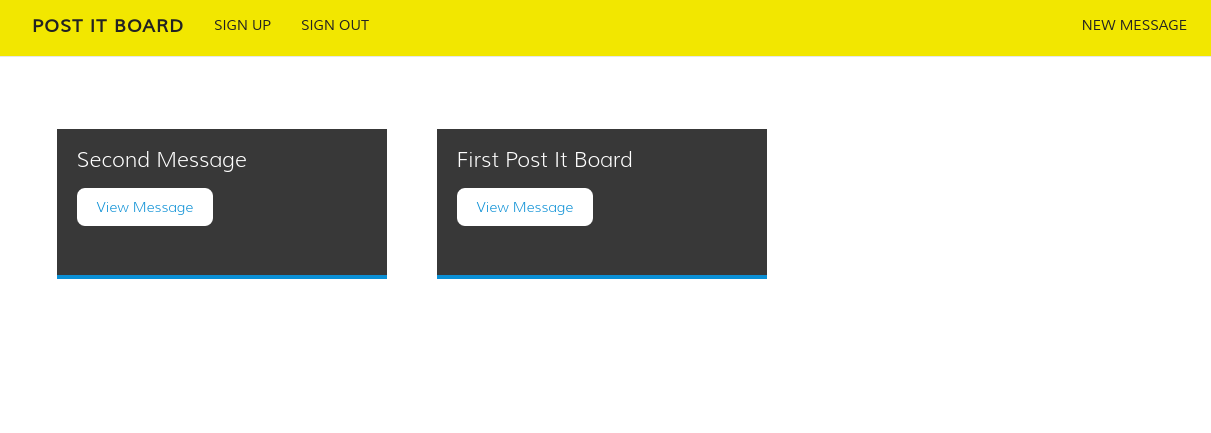 POST IT BOARD SIGN UP SIGN OUT NEW MESSAGE
Second Message
View Message
First Post It Board
View Message